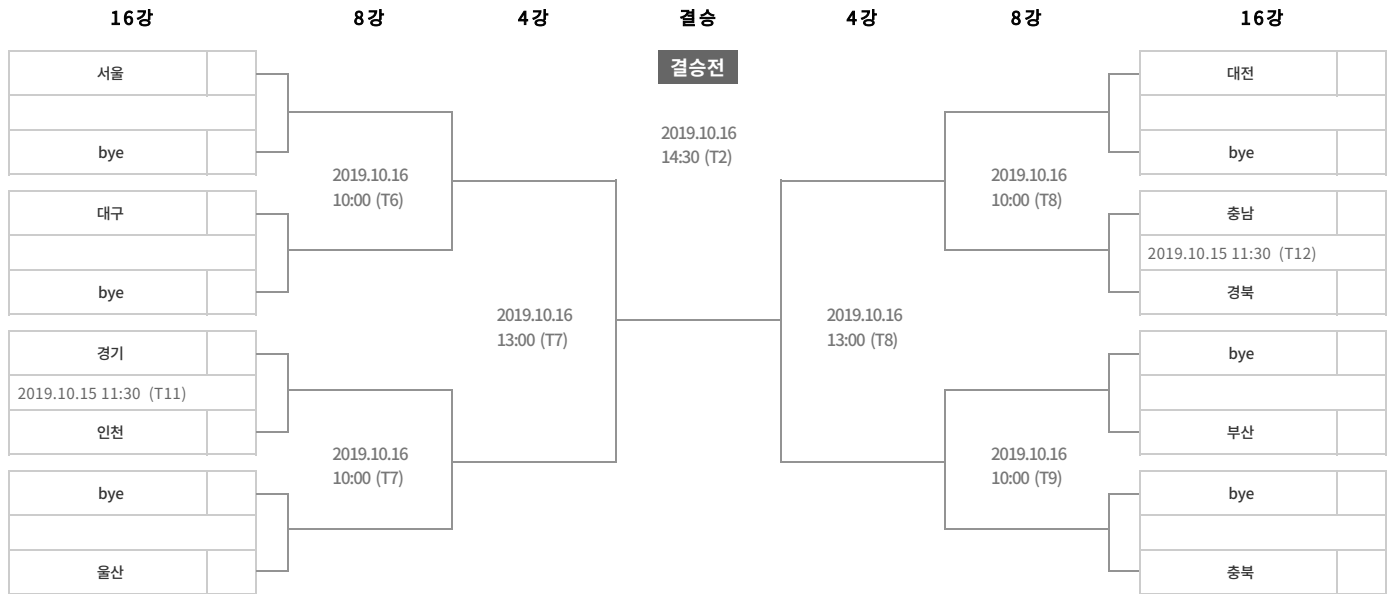 16강 8강 4강 결승 4강 8강 16강
결승전
서울
bye
대구
bye
경기
2019.10.15 11:30 (T11)
인천
bye
울산
2019.10.16
10:00 (T6)
2019.10.16
10:00 (T7)
2019.10.16
13:00 (T7)
2019.10.16
14:30 (T2)
2019.10.16
13:00 (T8)
2019.10.16
10:00 (T8)
2019.10.16
10:00 (T9)
대전
bye
충남
2019.10.15 11:30 (T12)
경북
bye
부산
bye
충북